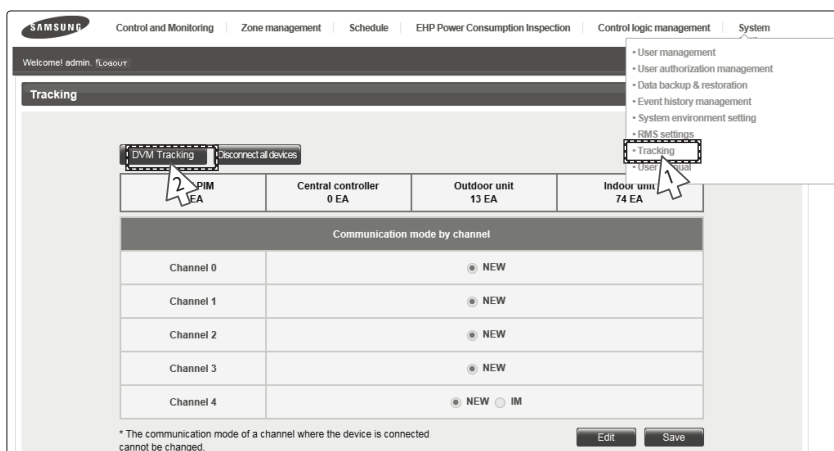 SAMSUNG
Control and Monitoring Zone management Schedule EHP Power Consumption Inspection Control logic management System
Welcome! admin. LOGOUT
• User management
• User authorization management
• Data backup & restoration
• Event history management
• System environment setting
• RMS settings
• Tracking
• User
Tracking
DVM Tracking Disconnect all devices
1
2
PIM Central controller Outdoor unit Indoor unit
EA 0 EA 13 EA 74 EA
Communication mode by channel
Channel 0 NEW
Channel 1 NEW
Channel 2 NEW
Channel 3 NEW
Channel 4 NEW IM
* The communication mode of a channel where the device is connected
cannot be changed.
Edit Save